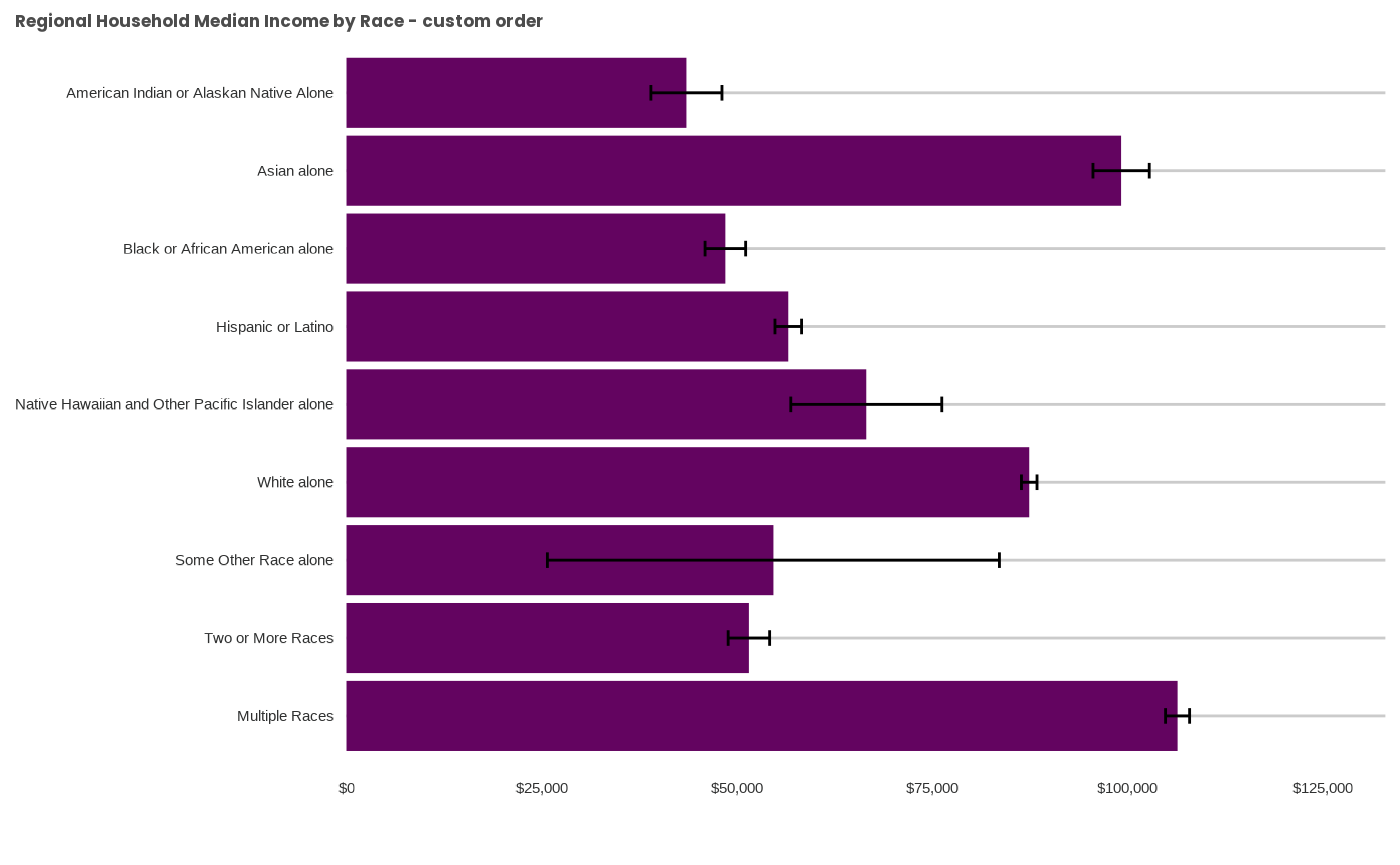 Regional Household Median Income by Race - custom order
American Indian or Alaskan Native Alone
Asian alone
Black or African American alone
Hispanic or Latino
Native Hawaiian and Other Pacific Islander alone
White alone
Some Other Race alone
Two or More Races
Multiple Races
$0 $25,000 $50,000 $75,000 $100,000 $125,000